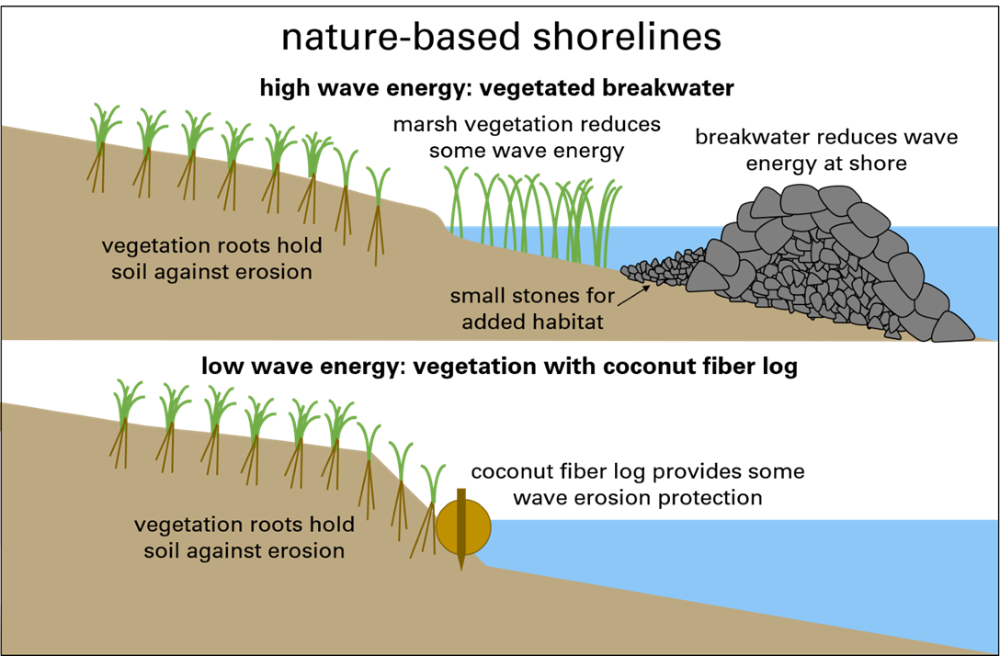 nature-based shorelines
high wave energy: vegetated breakwater
marsh vegetation reduces
some wave energy
breakwater reduces wave
energy at shore
vegetation roots hold
soil against erosion
small stones for
added habitat
low wave energy: vegetation with coconut fiber log
coconut fiber log provides some
wave erosion protection
vegetation roots hold
soil against erosion